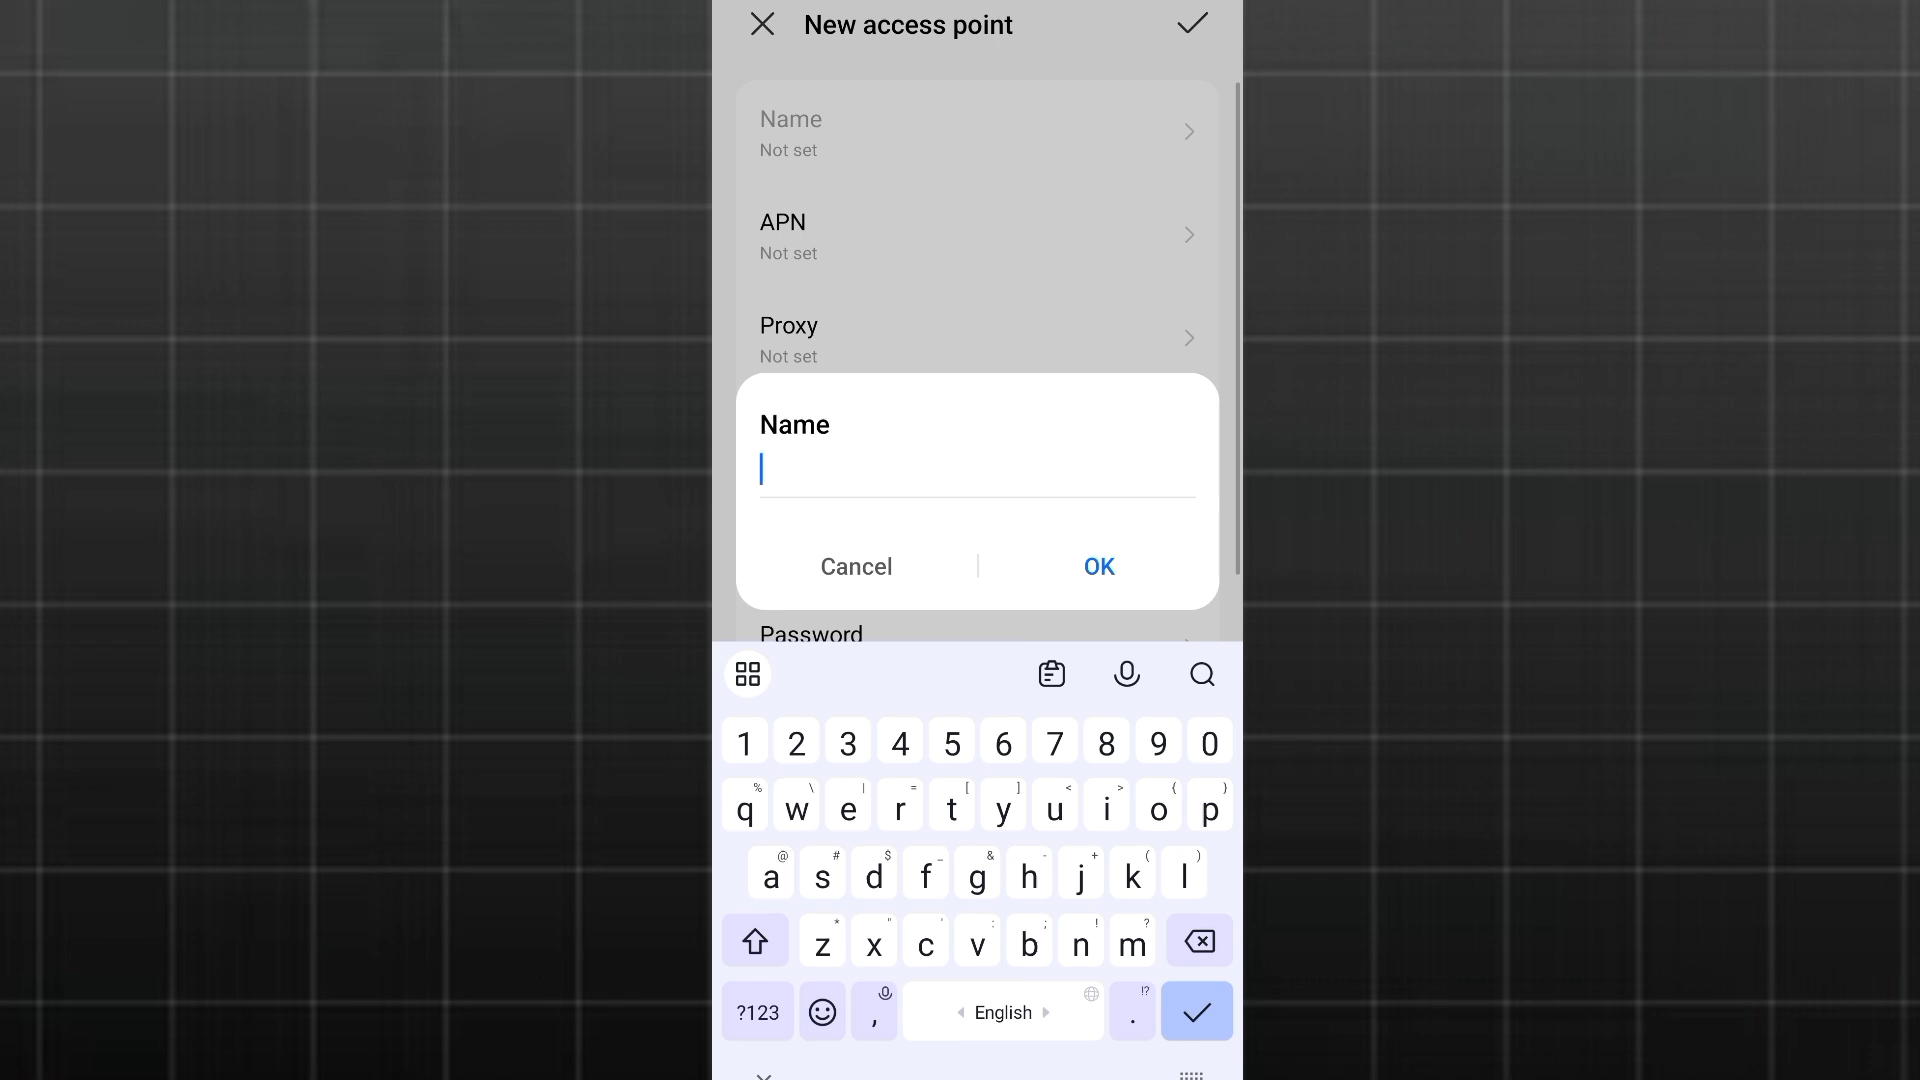 New access point
Name
Not set
APN
Not set
Proxy
Not set
Name
Cancel
OK
Password
1 2 3 4 5 6 7 8 9 0
% \ | = [ ] < > { }
q w e r t y u i o p
@ # $ _ & - + ( )
a s d f g h j k l
* " ' : ; ! ?
z x c v b n m
!?
?123 , English .